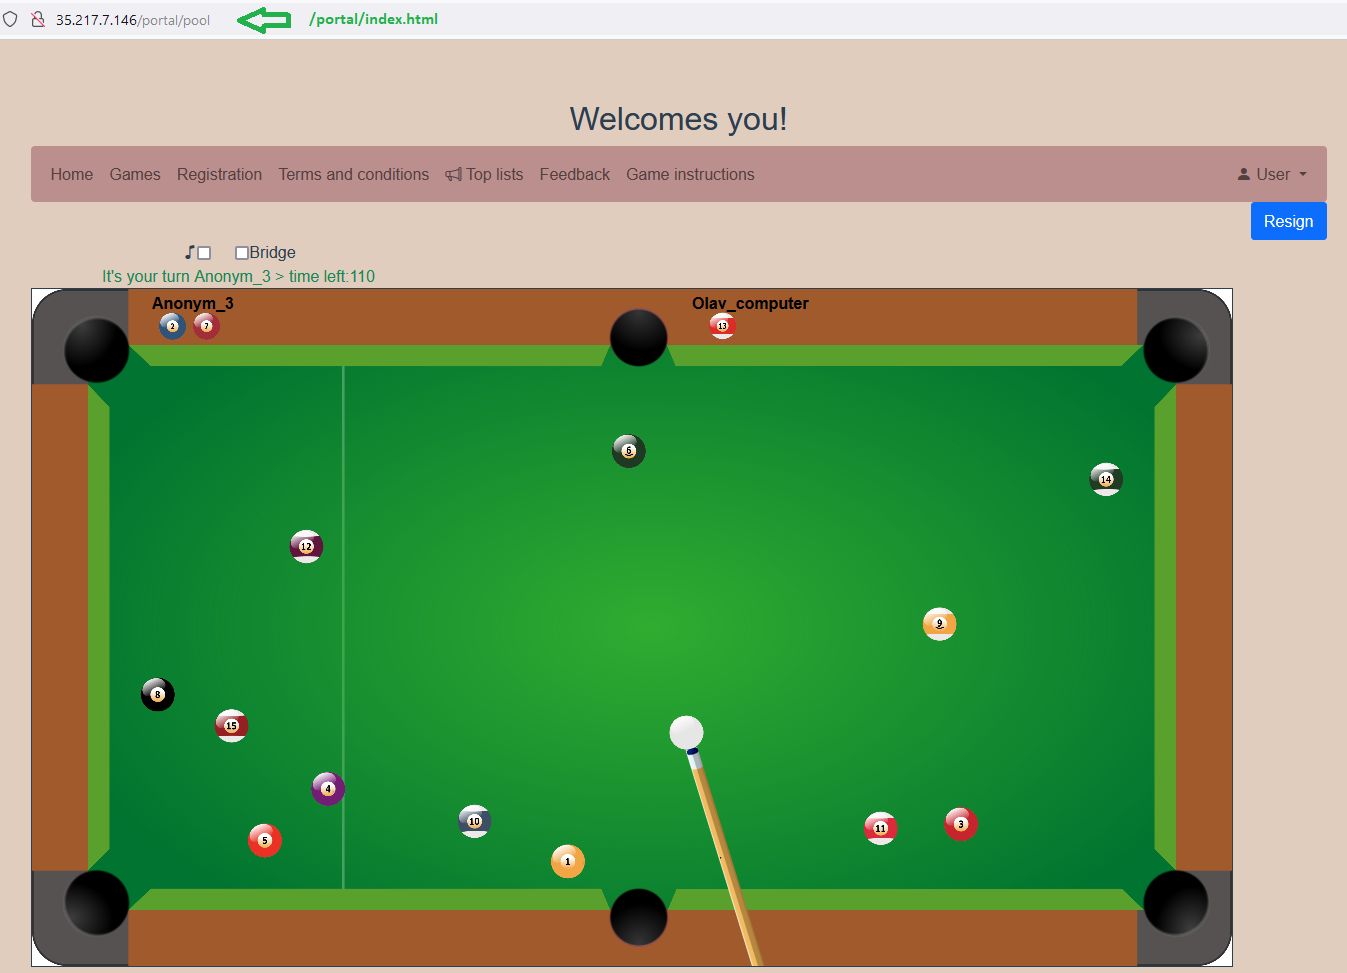 35.217.7.146/portal/pool /portal/index.html
Welcomes you!
Home Games Registration Terms and conditions Top lists Feedback Game instructions User
Resign
Bridge
It's your turn Anonym_3 > time left:110
Anonym_3 Olav_computer
2 7 13
6
14
12
9
8
15
4
10
11 3
5
1